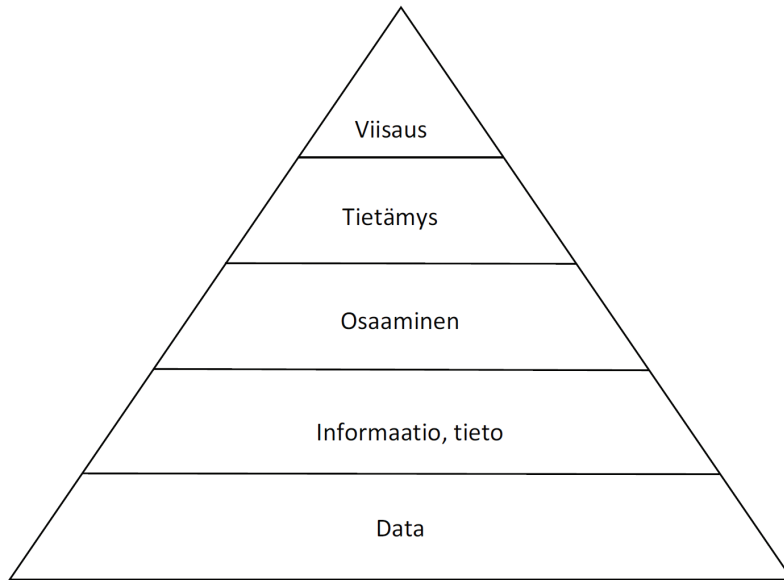 Viisaus
Tietämys
Osaaminen
Informaatio, tieto
Data